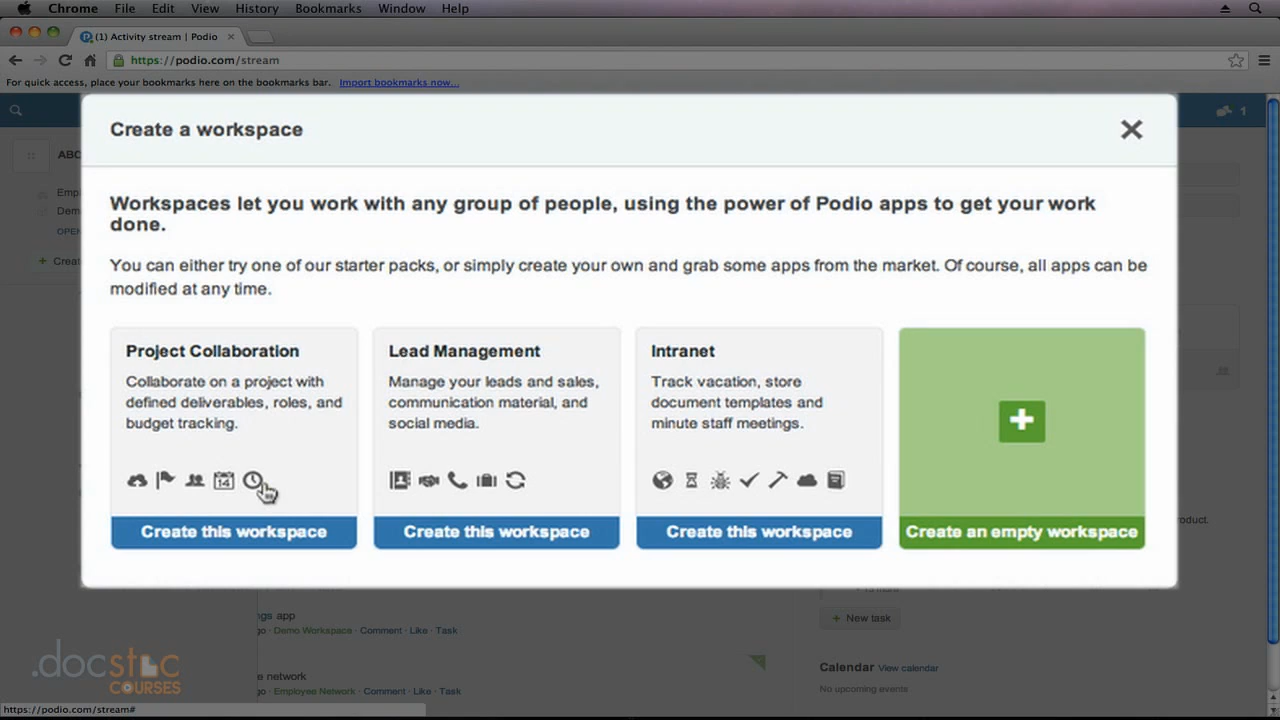 Chrome File Edit View History Bookmarks Window Help
(1) Activity stream | Podio
https://podio.com/stream
For quick access, place your bookmarks here on the bookmarks bar. Import bookmarks now...
1
Create a workspace
ABC
Workspaces let you work with any group of people, using the power of Podio apps to get your work
done.
You can either try one of our starter packs, or simply create your own and grab some apps from the market. Of course, all apps can be
modified at any time.
Project Collaboration
Collaborate on a project with
defined deliverables, roles, and
budget tracking.
14
Create this workspace
Lead Management
Manage your leads and sales,
communication material, and
social media.
Create this workspace
Intranet
Track vacation, store
document templates and
minute staff meetings.
Create this workspace
Create an empty workspace
Emp
Dem
OPEN
+ Creat
roduct.
ngs app
go · Demo Workspace · Comment · Like · Task
e network
go · Employee Network · Comment · Like · Task
+ New task
Calendar View calendar
No upcoming events
.docstoc
COURSES
https://podio.com/stream#